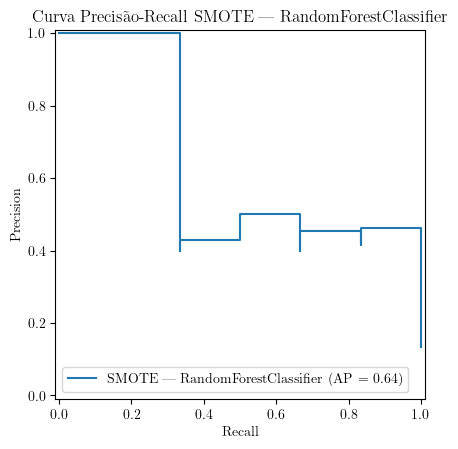 Curva Precisão-Recall SMOTE — RandomForestClassifier
1.0
0.8
0.6
0.4
0.2
0.0
Precision
SMOTE — RandomForestClassifier (AP = 0.64)
0.0 0.2 0.4 0.6 0.8 1.0
Recall